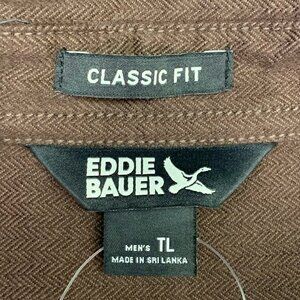 CLASSIC FIT
EDDIE
BAUER
MEN'S TL
MADE IN SRI LANKA